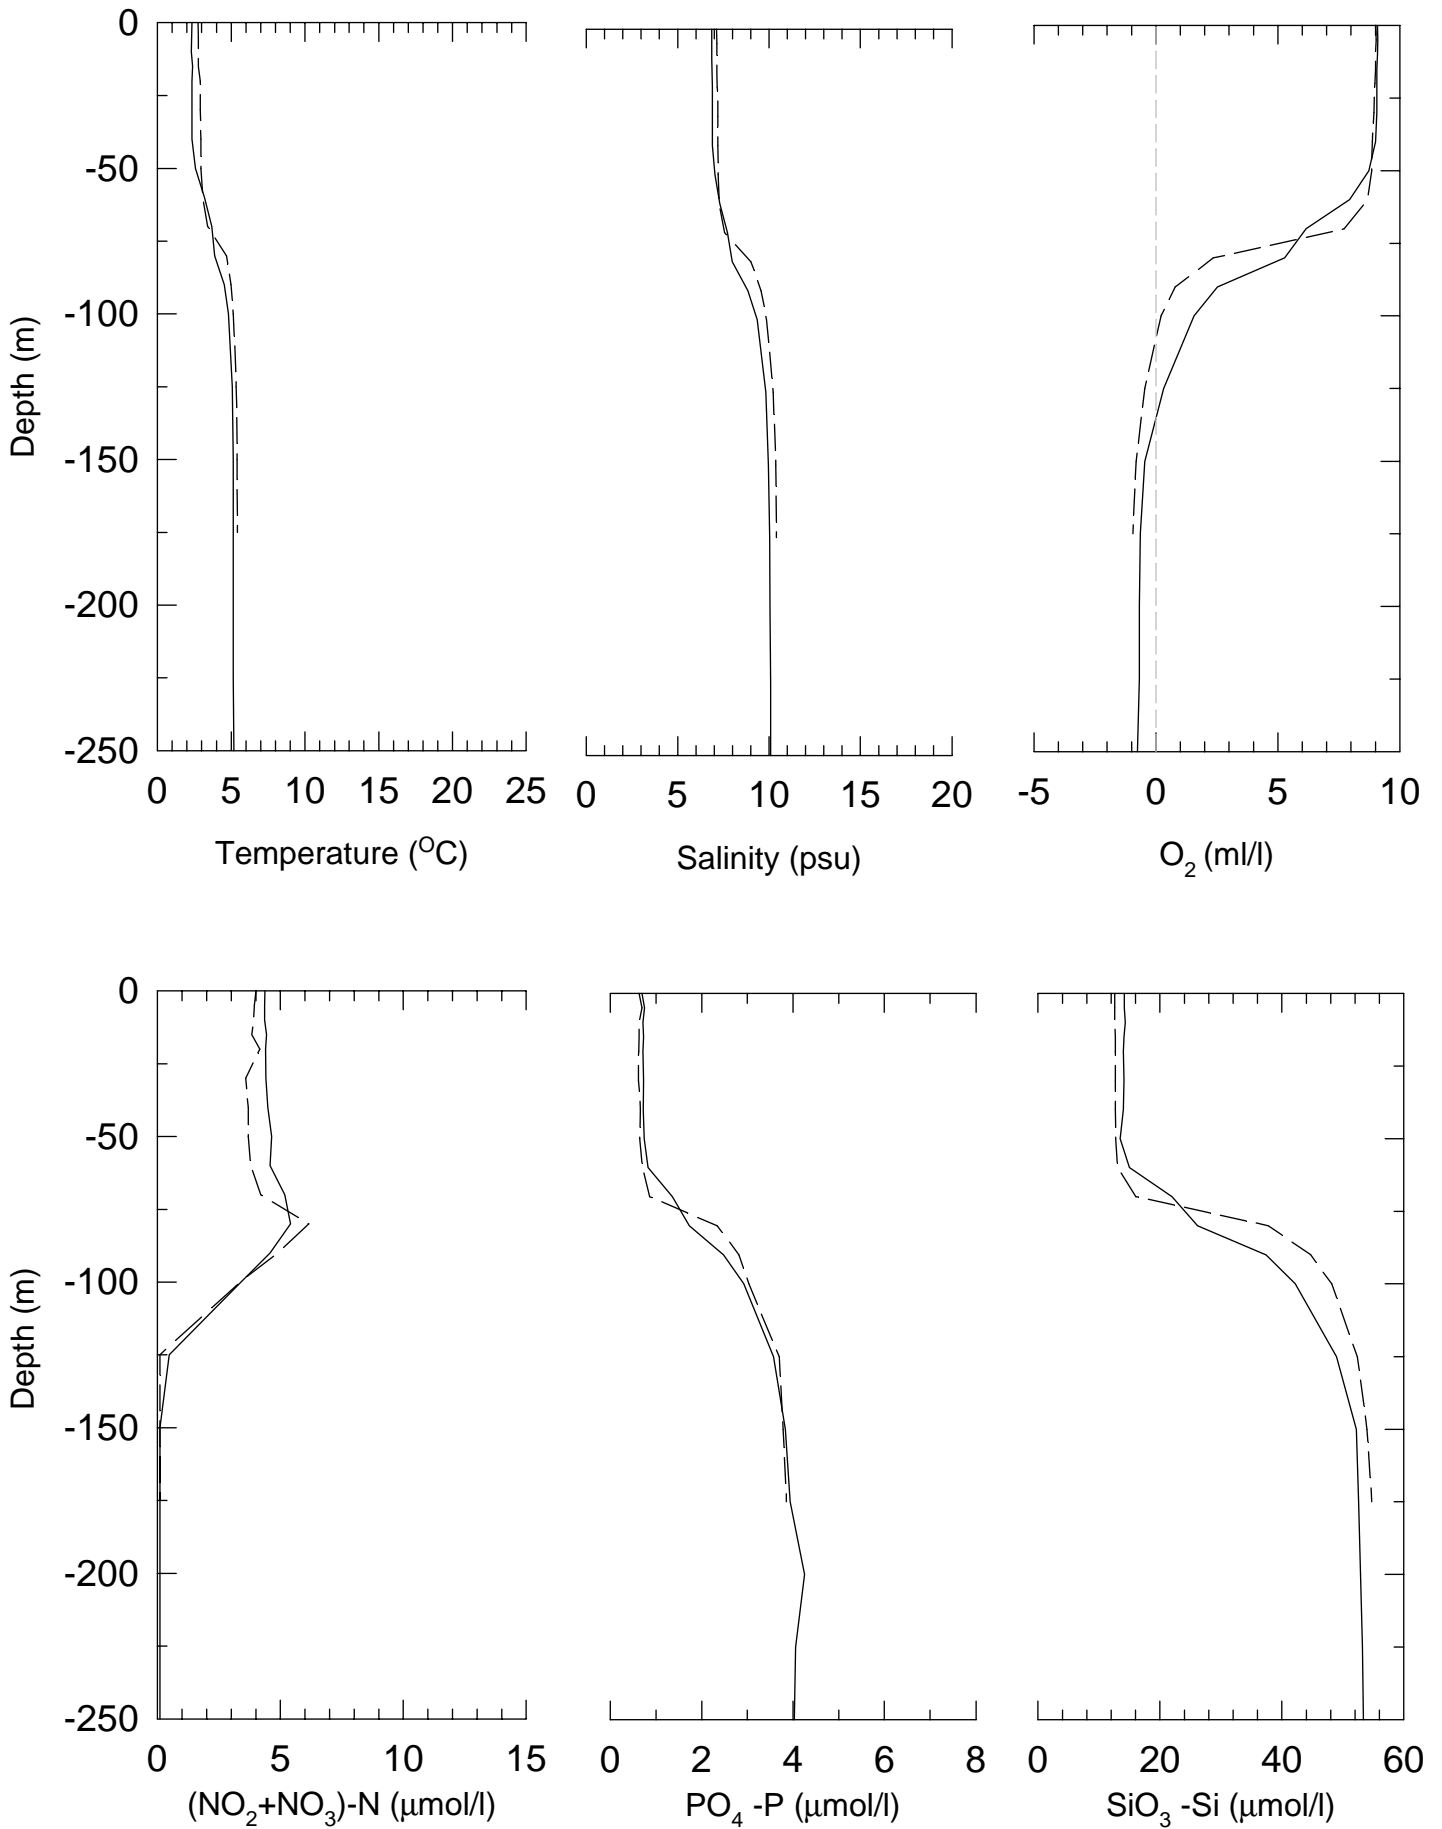 0
-50
-100
-150
-200
-250
Depth (m)
0 5 10 15 20 25
Temperature (ᴼC)
0 5 10 15 20
Salinity (psu)
-5 0 5 10
O₂ (ml/l)
0
-50
-100
-150
-200
-250
Depth (m)
0 5 10 15
(NO₂+NO₃)-N (μmol/l)
0 2 4 6 8
PO₄ -P (μmol/l)
0 20 40 60
SiO₃ -Si (μmol/l)